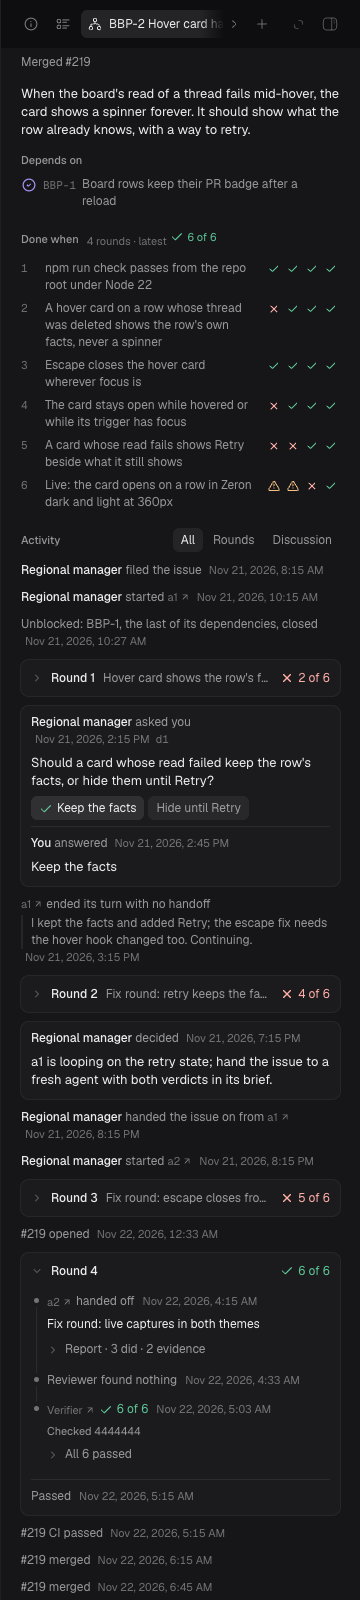 BBP-2 Hover card ha
Merged #219
When the board's read of a thread fails mid-hover, the
card shows a spinner forever. It should show what the
row already knows, with a way to retry.
Depends on
BBP-1 Board rows keep their PR badge after a
reload
Done when 4 rounds · latest 6 of 6
1 npm run check passes from the repo
root under Node 22
2 A hover card on a row whose thread
was deleted shows the row's own
facts, never a spinner
3 Escape closes the hover card
wherever focus is
4 The card stays open while hovered or
while its trigger has focus
5 A card whose read fails shows Retry
beside what it still shows
6 Live: the card opens on a row in Zeron
dark and light at 360px
Activity All Rounds Discussion
Regional manager filed the issue Nov 21, 2026, 8:15 AM
Regional manager started a1 ↗ Nov 21, 2026, 10:15 AM
Unblocked: BBP-1, the last of its dependencies, closed
Nov 21, 2026, 10:27 AM
Round 1 Hover card shows the row's f… 2 of 6
Regional manager asked you
Nov 21, 2026, 2:15 PM d1
Should a card whose read failed keep the row's
facts, or hide them until Retry?
Keep the facts Hide until Retry
You answered Nov 21, 2026, 2:45 PM
Keep the facts
a1 ↗ ended its turn with no handoff
I kept the facts and added Retry; the escape fix needs
the hover hook changed too. Continuing.
Nov 21, 2026, 3:15 PM
Round 2 Fix round: retry keeps the fa… 4 of 6
Regional manager decided Nov 21, 2026, 7:15 PM
a1 is looping on the retry state; hand the issue to a
fresh agent with both verdicts in its brief.
Regional manager handed the issue on from a1 ↗
Nov 21, 2026, 8:15 PM
Regional manager started a2 ↗ Nov 21, 2026, 8:15 PM
Round 3 Fix round: escape closes fro… 5 of 6
#219 opened Nov 22, 2026, 12:33 AM
Round 4 6 of 6
a2 ↗ handed off Nov 22, 2026, 4:15 AM
Fix round: live captures in both themes
Report · 3 did · 2 evidence
Reviewer found nothing Nov 22, 2026, 4:33 AM
Verifier ↗ 6 of 6 Nov 22, 2026, 5:03 AM
Checked 4444444
All 6 passed
Passed Nov 22, 2026, 5:15 AM
#219 CI passed Nov 22, 2026, 5:15 AM
#219 merged Nov 22, 2026, 6:15 AM
#219 merged Nov 22, 2026, 6:45 AM